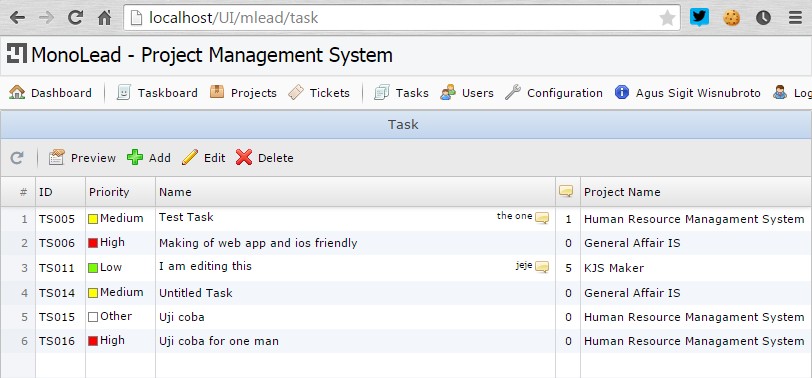 localhost/UI/mlead/task
MonoLead - Project Management System
Dashboard Taskboard Projects Tickets Tasks Users Configuration Agus Sigit Wisnubroto Log
Task
Preview Add Edit Delete
# ID Priority Name Project Name
1 TS005 Medium Test Task the one 1 Human Resource Managament System
2 TS006 High Making of web app and ios friendly 0 General Affair IS
3 TS011 Low I am editing this jeje 5 KJS Maker
4 TS014 Medium Untitled Task 0 General Affair IS
5 TS015 Other Uji coba 0 Human Resource Managament System
6 TS016 High Uji coba for one man 0 Human Resource Managament System